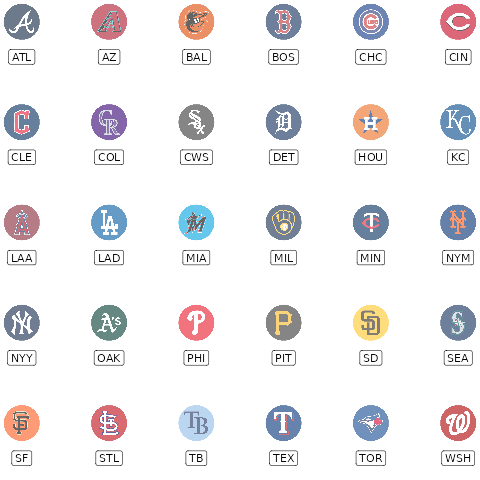 ATL AZ BAL BOS CHC CIN
CLE COL CWS DET HOU KC
LAA LAD MIA MIL MIN NYM
NYY OAK PHI PIT SD SEA
SF STL TB TEX TOR WSH